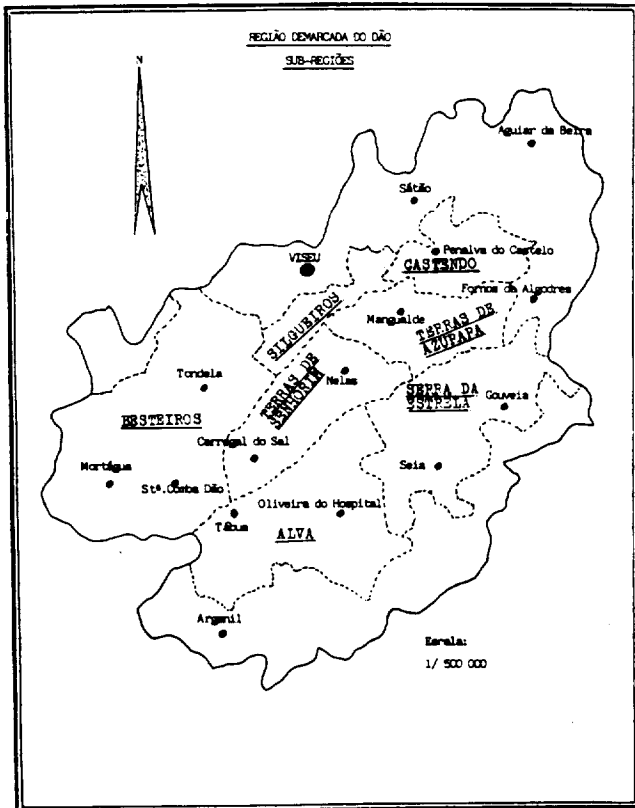 REGIÃO DEMARCADA DO DÃO
SUB-REGIÕES
N
Aguiar da Beira
Sátão
Penalva do Castelo
VISEU
CASTENDO
Fornos de Algodres
Mangualde
SILGUEIROS
TERRAS DE
AZURARA
Tondela
Nelas
TERRAS DE
SENHORIM
SERRA DA
ESTRELA
Gouveia
BESTEIROS
Carregal do Sal
Mortágua
Stª.Comba Dão
Seia
Oliveira do Hospital
Tábua
ALVA
Arganil
Escala:
1/ 500 000